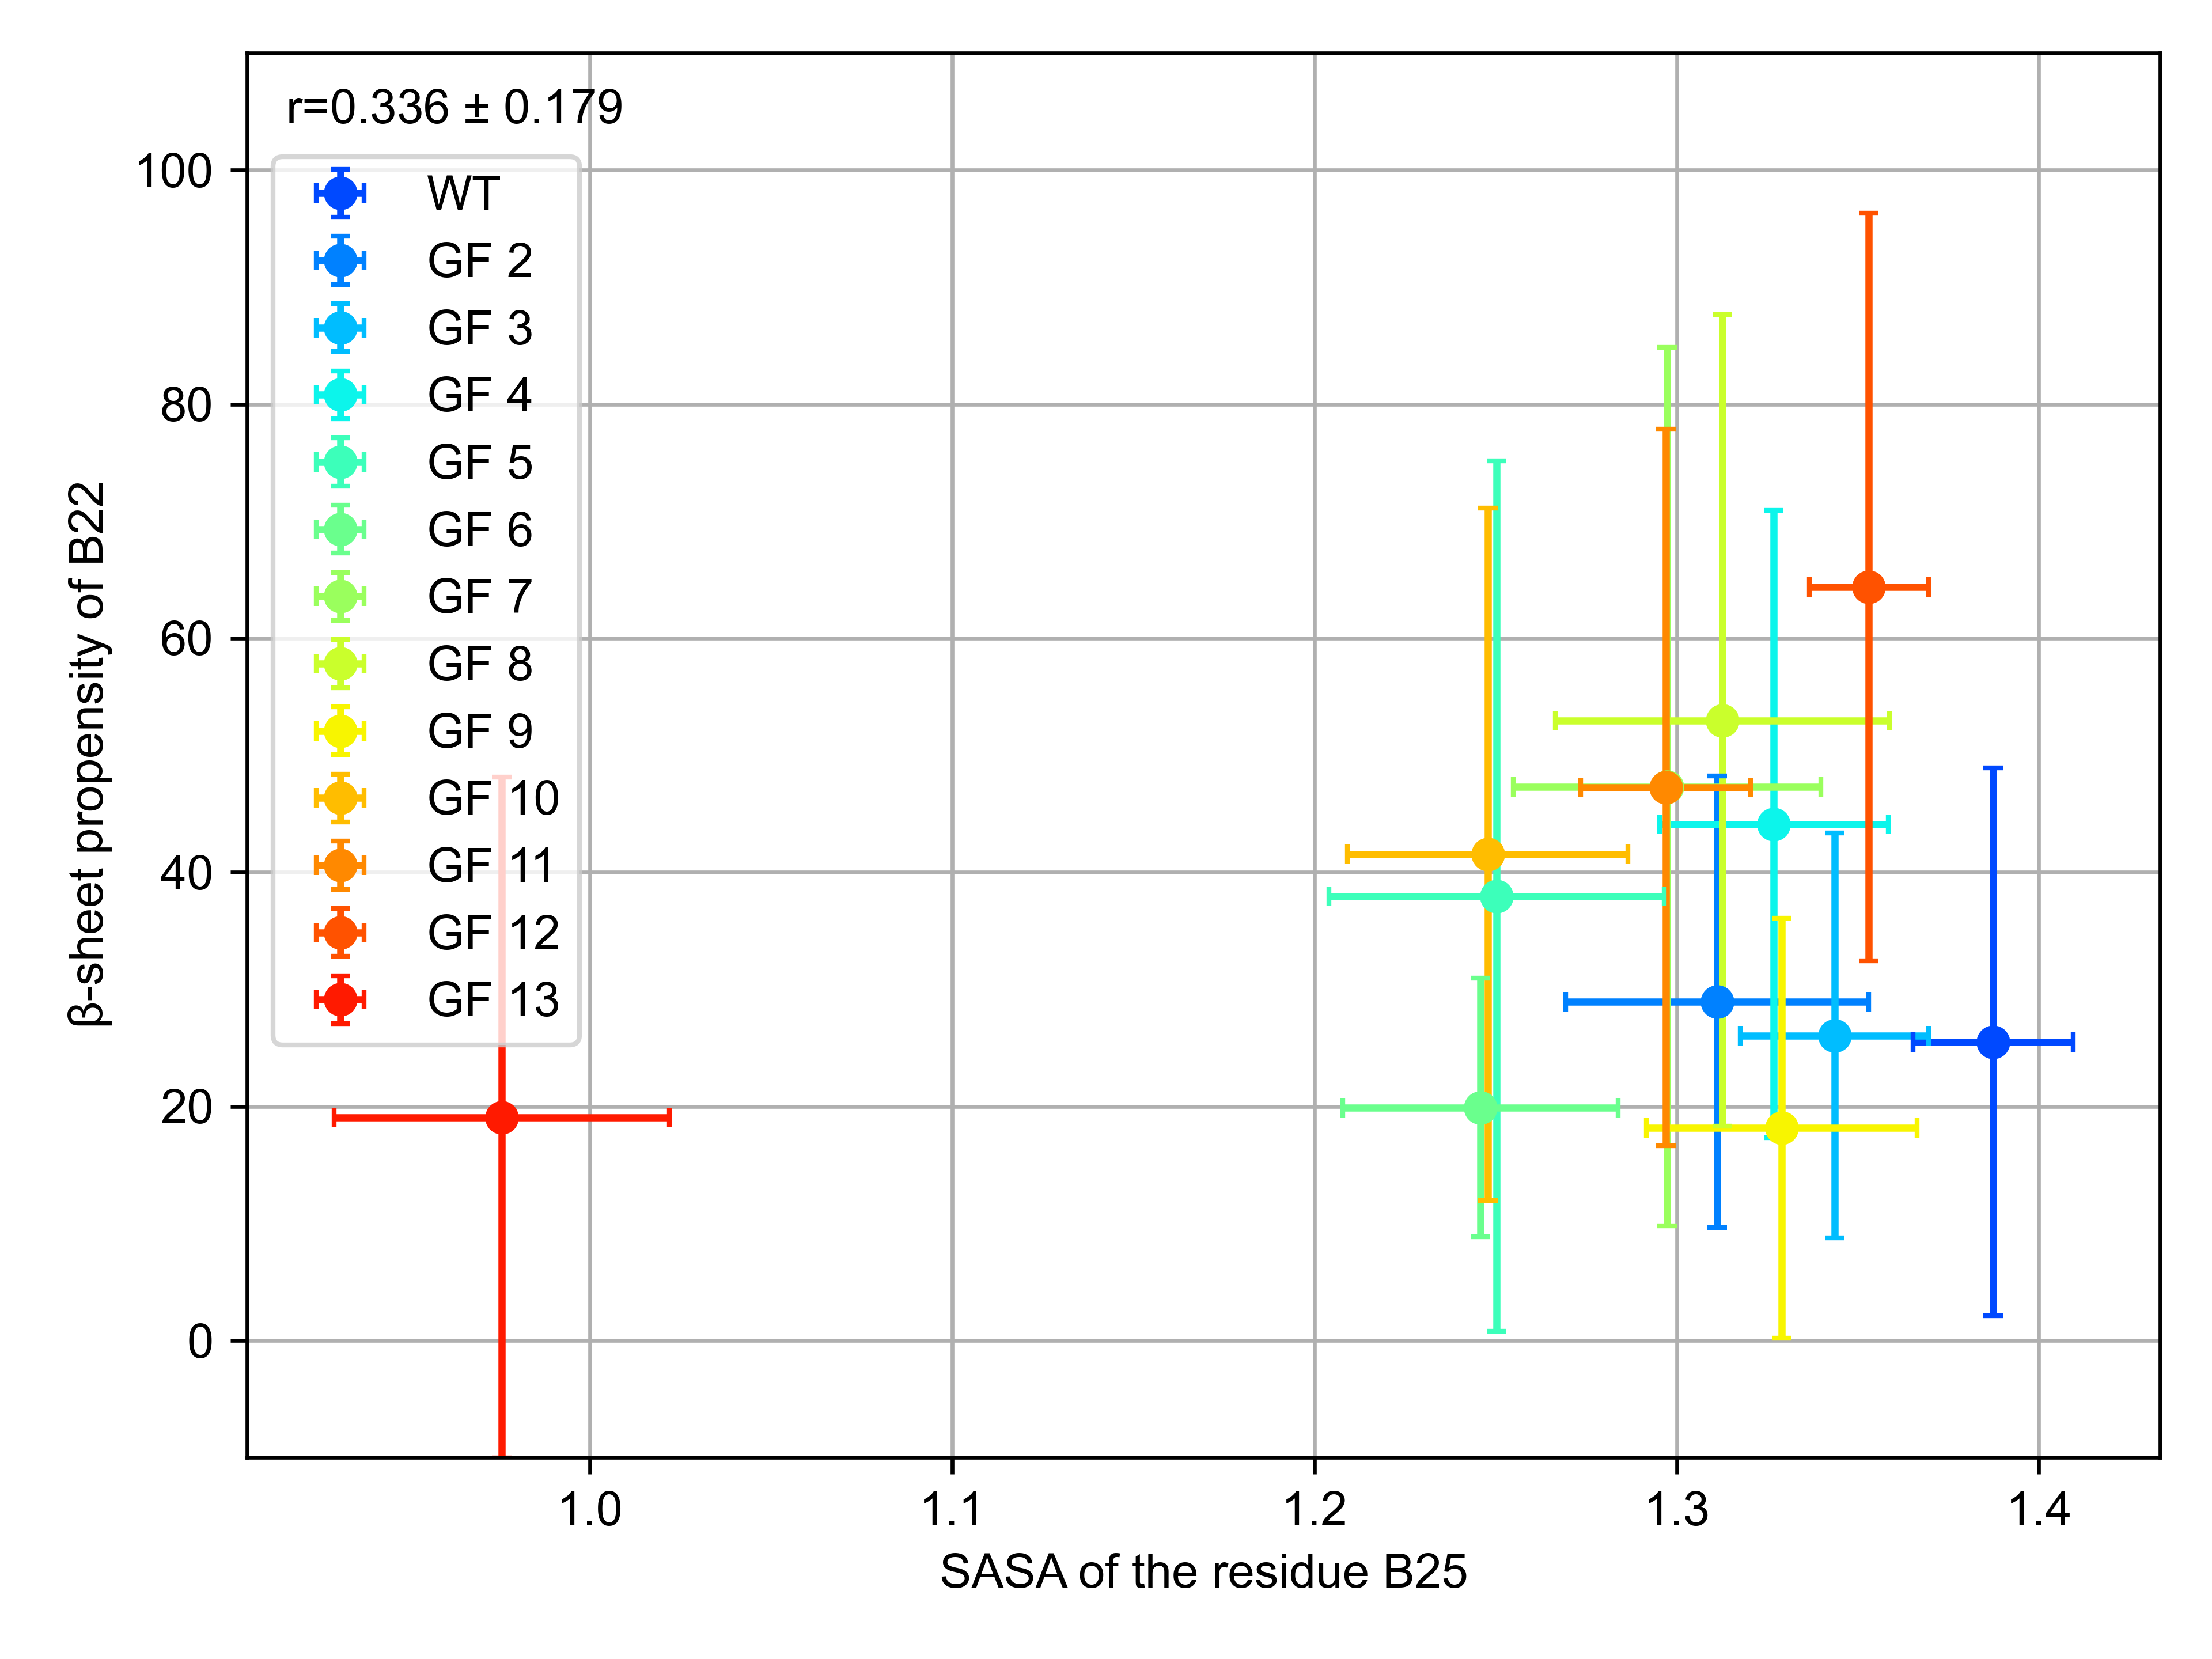 r=0.336 ± 0.179
WT
GF 2
GF 3
GF 4
GF 5
GF 6
GF 7
GF 8
GF 9
GF 10
GF 11
GF 12
GF 13
100
80
60
40
20
0
β-sheet propensity of B22
1.0 1.1 1.2 1.3 1.4
SASA of the residue B25